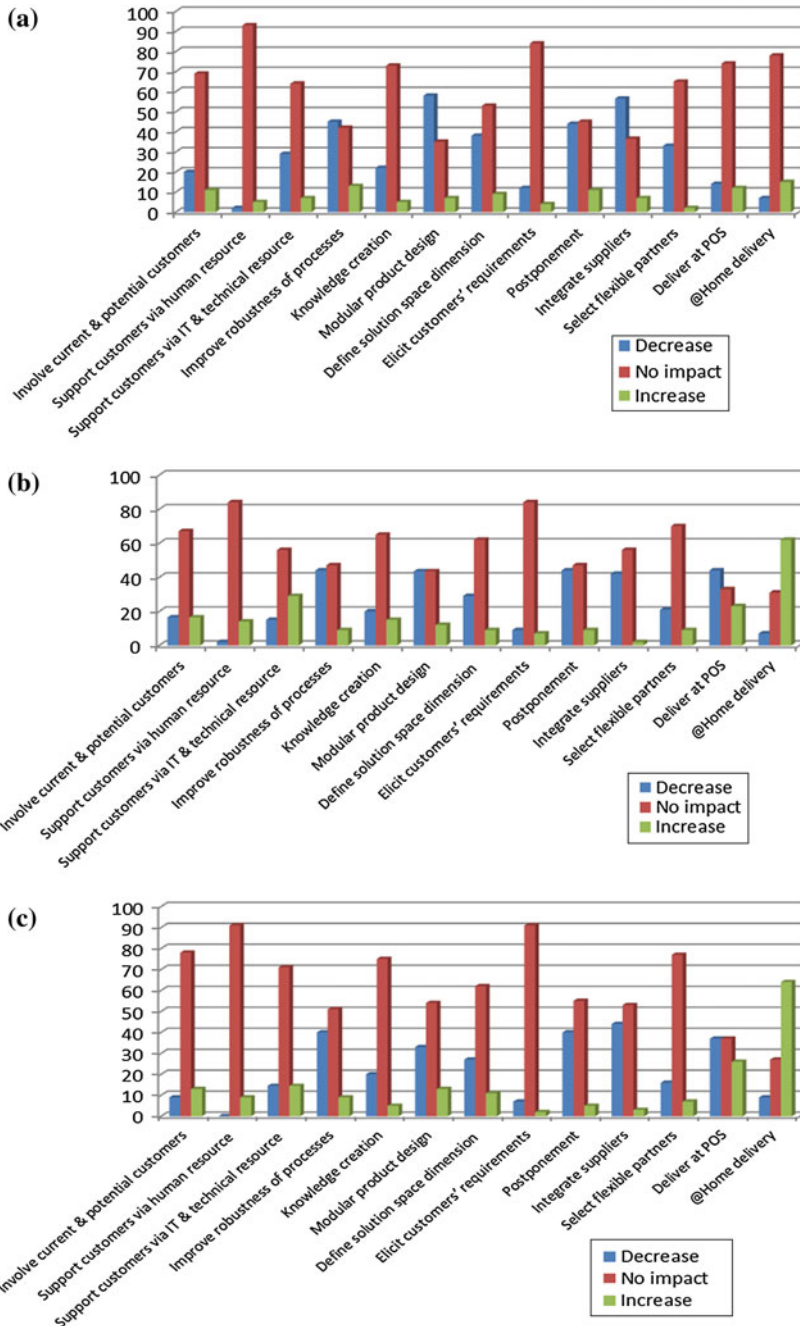 (a)
100
90
80
70
60
50
40
30
20
10
0
Involve current & potential customers
Support customers via human resource
Support customers via IT & technical resource
Improve robustness of processes
Knowledge creation
Modular product design
Define solution space dimension
Elicit customers' requirements
Postponement
Integrate suppliers
Select flexible partners
Deliver at POS
@Home delivery
Decrease
No impact
Increase
(b)
100
80
60
40
20
0
Involve current & potential customers
Support customers via human resource
Support customers via IT & technical resource
Improve robustness of processes
Knowledge creation
Modular product design
Define solution space dimension
Elicit customers' requirements
Postponement
Integrate suppliers
Select flexible partners
Deliver at POS
@Home delivery
Decrease
No impact
Increase
(c)
100
90
80
70
60
50
40
30
20
10
0
Involve current & potential customers
Support customers via human resource
Support customers via IT & technical resource
Improve robustness of processes
Knowledge creation
Modular product design
Define solution space dimension
Elicit customers' requirements
Postponement
Integrate suppliers
Select flexible partners
Deliver at POS
@Home delivery
Decrease
No impact
Increase